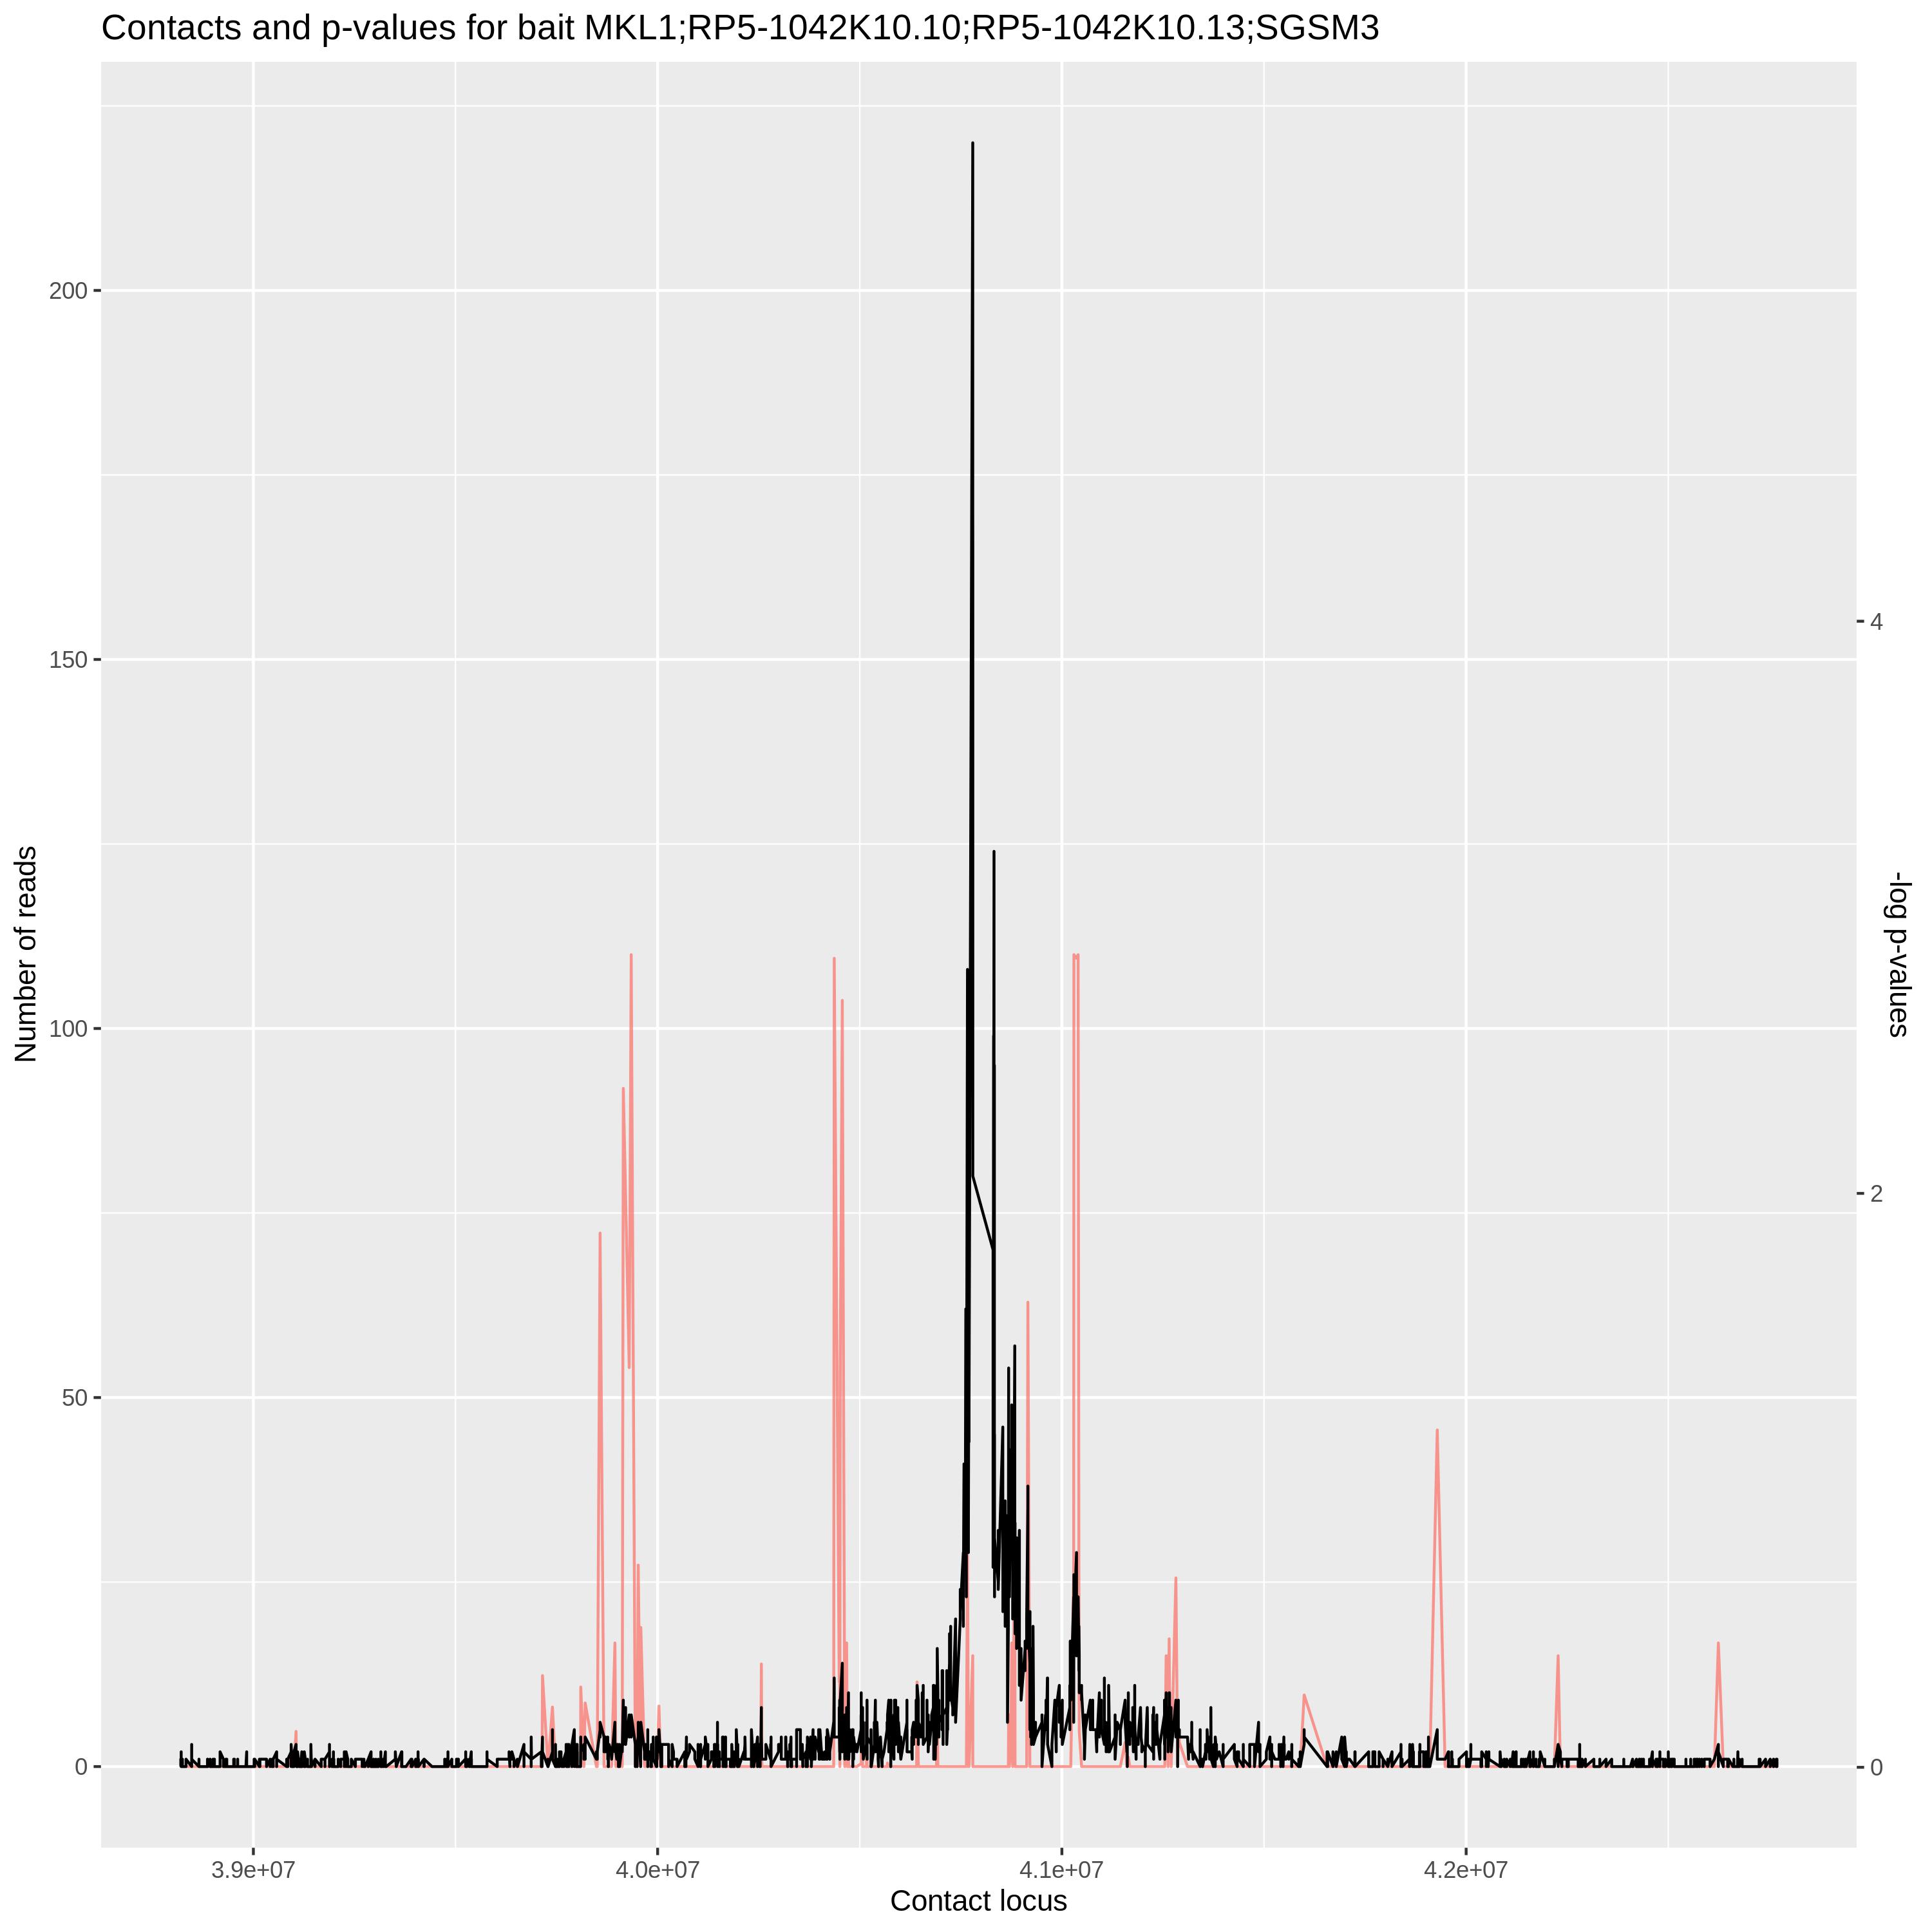 Contacts and p-values for bait MKL1;RP5-1042K10.10;RP5-1042K10.13;SGSM3
200
150
100
50
0
Number of reads
4
2
0
-log p-values
3.9e+07
4.0e+07
4.1e+07
4.2e+07
Contact locus